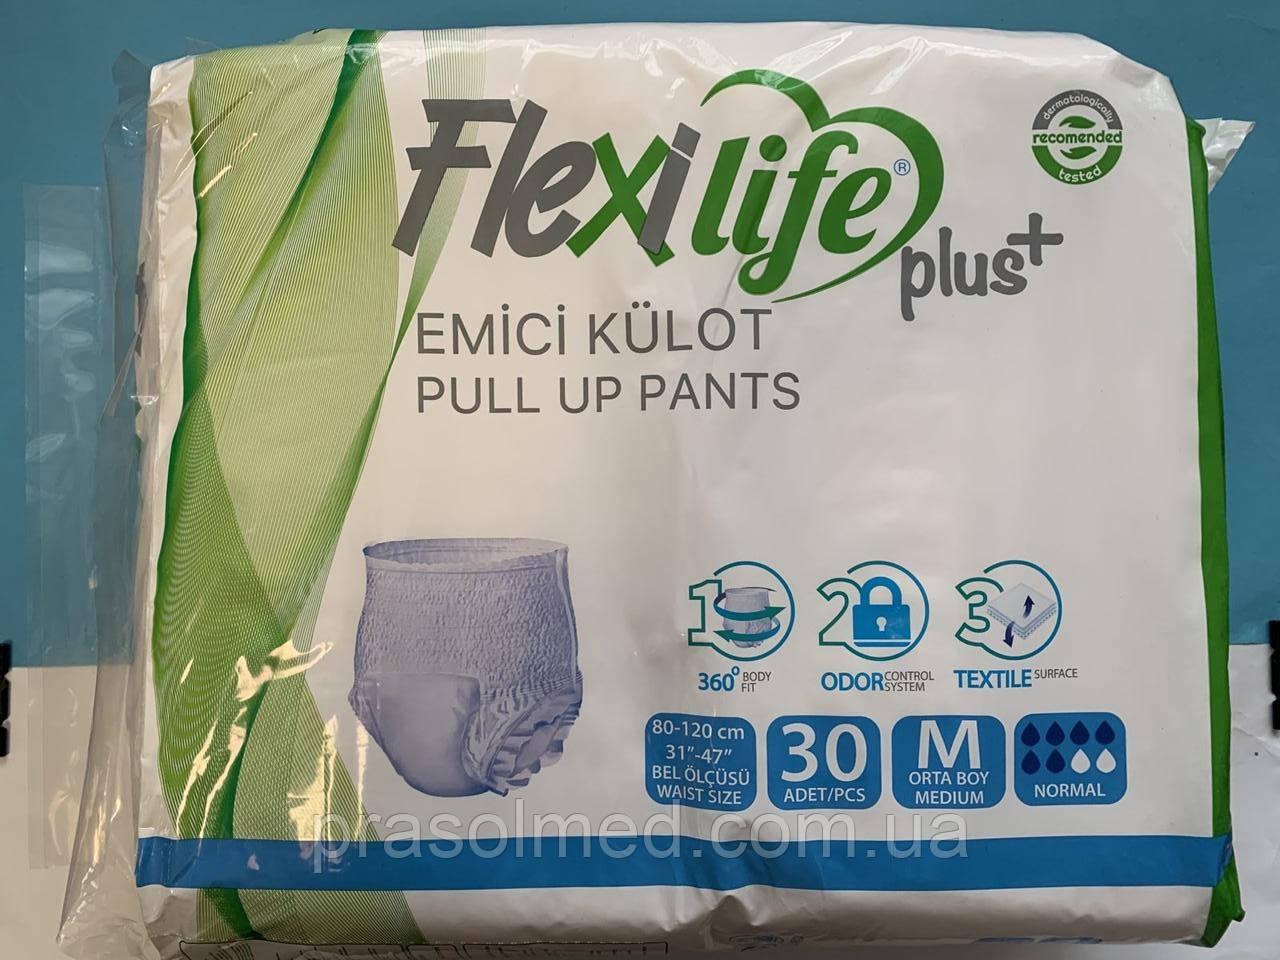 Flexilife®
plus+
dermatologically
recomended
tested
EMİCİ KÜLOT
PULL UP PANTS
1
360° BODY FIT
2
ODOR CONTROL SYSTEM
3
TEXTILE SURFACE
80-120 cm
31"-47"
BEL ÖLÇÜSÜ
WAIST SIZE
30
ADET/PCS
M
ORTA BOY
MEDIUM
NORMAL
prasolmed.com.ua